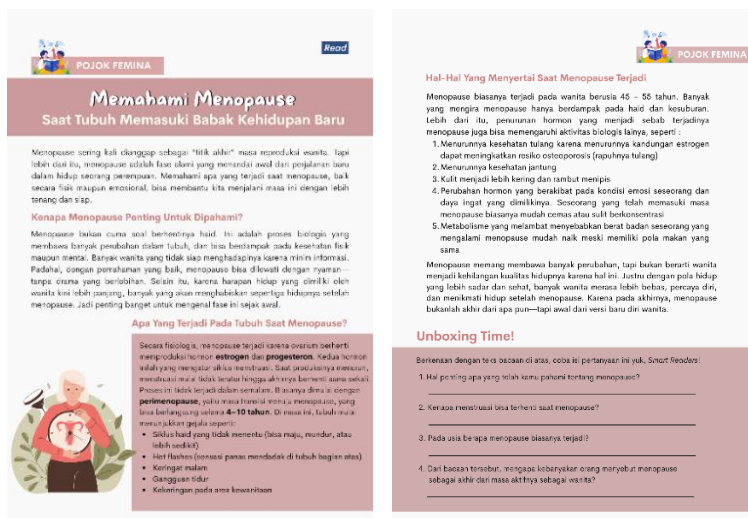 Read
POJOK FEMINA
Memahami Menopause
Saat Tubuh Memasuki Babak Kehidupan Baru
Menopause sering kali dianggap sebagai "titik akhir" masa reproduksi wanita. Tapi
lebih dari itu, menopause adalah fase alami yang menandai awal dari perjalanan baru
dalam hidup seorang perempuan. Memahami apa yang terjadi saat menopause, baik
secara fisik maupun emosional, bisa membantu kita menjalani masa ini dengan lebih
tenang dan siap.
Kenapa Menopause Penting Untuk Dipahami?
Menopause bukan cuma soal berhentinya haid. Ini adalah proses biologis yang
membawa banyak perubahan dalam tubuh, dan bisa berdampak pada kesehatan fisik
maupun mental. Banyak wanita yang tidak siap menghadapinya karena minim informasi.
Padahal, dengan pemahaman yang baik, menopause bisa dilewati dengan nyaman—
tanpa drama yang berlebihan. Selain itu, karena harapan hidup yang dimiliki oleh
wanita kini lebih panjang, banyak yang akan menghabiskan sepertiga hidupnya setelah
menopause. Jadi penting banget untuk mengenal fase ini sejak awal.
Apa Yang Terjadi Pada Tubuh Saat Menopause?
Secara fisiologis, menopause terjadi karena ovarium berhenti
memproduksi hormon estrogen dan progesteron. Kedua hormon
inilah yang mengatur siklus menstruasi. Saat produksinya menurun,
menstruasi mulai tidak teratur hingga akhirnya berhenti sama sekali.
Proses ini tidak terjadi dalam semalam. Biasanya dimulai dengan
perimenopause, yaitu masa transisi menuju menopause, yang
bisa berlangsung selama 4–10 tahun. Di masa ini, tubuh mulai
menunjukkan gejala seperti:
• Siklus haid yang tidak menentu (bisa maju, mundur, atau
lebih sedikit)
• Hot flashes (sensasi panas mendadak di tubuh bagian atas)
• Keringat malam
• Gangguan tidur
• Kekeringan pada area kewanitaan
POJOK FEMINA
Hal-Hal Yang Menyertai Saat Menopause Terjadi
Menopause biasanya terjadi pada wanita berusia 45 – 55 tahun. Banyak
yang mengira menopause hanya berdampak pada haid dan kesuburan.
Lebih dari itu, penurunan hormon yang menjadi sebab terjadinya
menopause juga bisa memengaruhi aktivitas biologis lainya, seperti :
1. Menurunnya kesehatan tulang karena menurunnya kandungan estrogen
dapat meningkatkan resiko osteoporosis (rapuhnya tulang)
2. Menurunnya kesehatan jantung
3. Kulit menjadi lebih kering dan rambut menipis
4. Perubahan hormon yang berakibat pada kondisi emosi seseorang dan
daya ingat yang dimilikinya. Seseorang yang telah memasuki masa
menopause biasanya mudah cemas atau sulit berkonsentrasi
5. Metabolisme yang melambat menyebabkan berat badan seseorang yang
mengalami menopause mudah naik meski memiliki pola makan yang
sama
Menopause memang membawa banyak perubahan, tapi bukan berarti wanita
menjadi kehilangan kualitas hidupnya karena hal ini. Justru dengan pola hidup
yang lebih sadar dan sehat, banyak wanita merasa lebih bebas, percaya diri,
dan menikmati hidup setelah menopause. Karena pada akhirnya, menopause
bukanlah akhir dari apa pun—tapi awal dari versi baru diri wanita.
Unboxing Time!
Berkenaan dengan teks bacaan di atas, coba isi pertanyaan ini yuk, Smart Readers!
1. Hal penting apa yang telah kamu pahami tentang menopause?
2. Kenapa menstruasi bisa terhenti saat menopause?
3. Pada usia berapa menopause biasanya terjadi?
4. Dari bacaan tersebut, mengapa kebanyakan orang menyebut menopause
sebagai akhir dari masa aktifnya sebagai wanita?